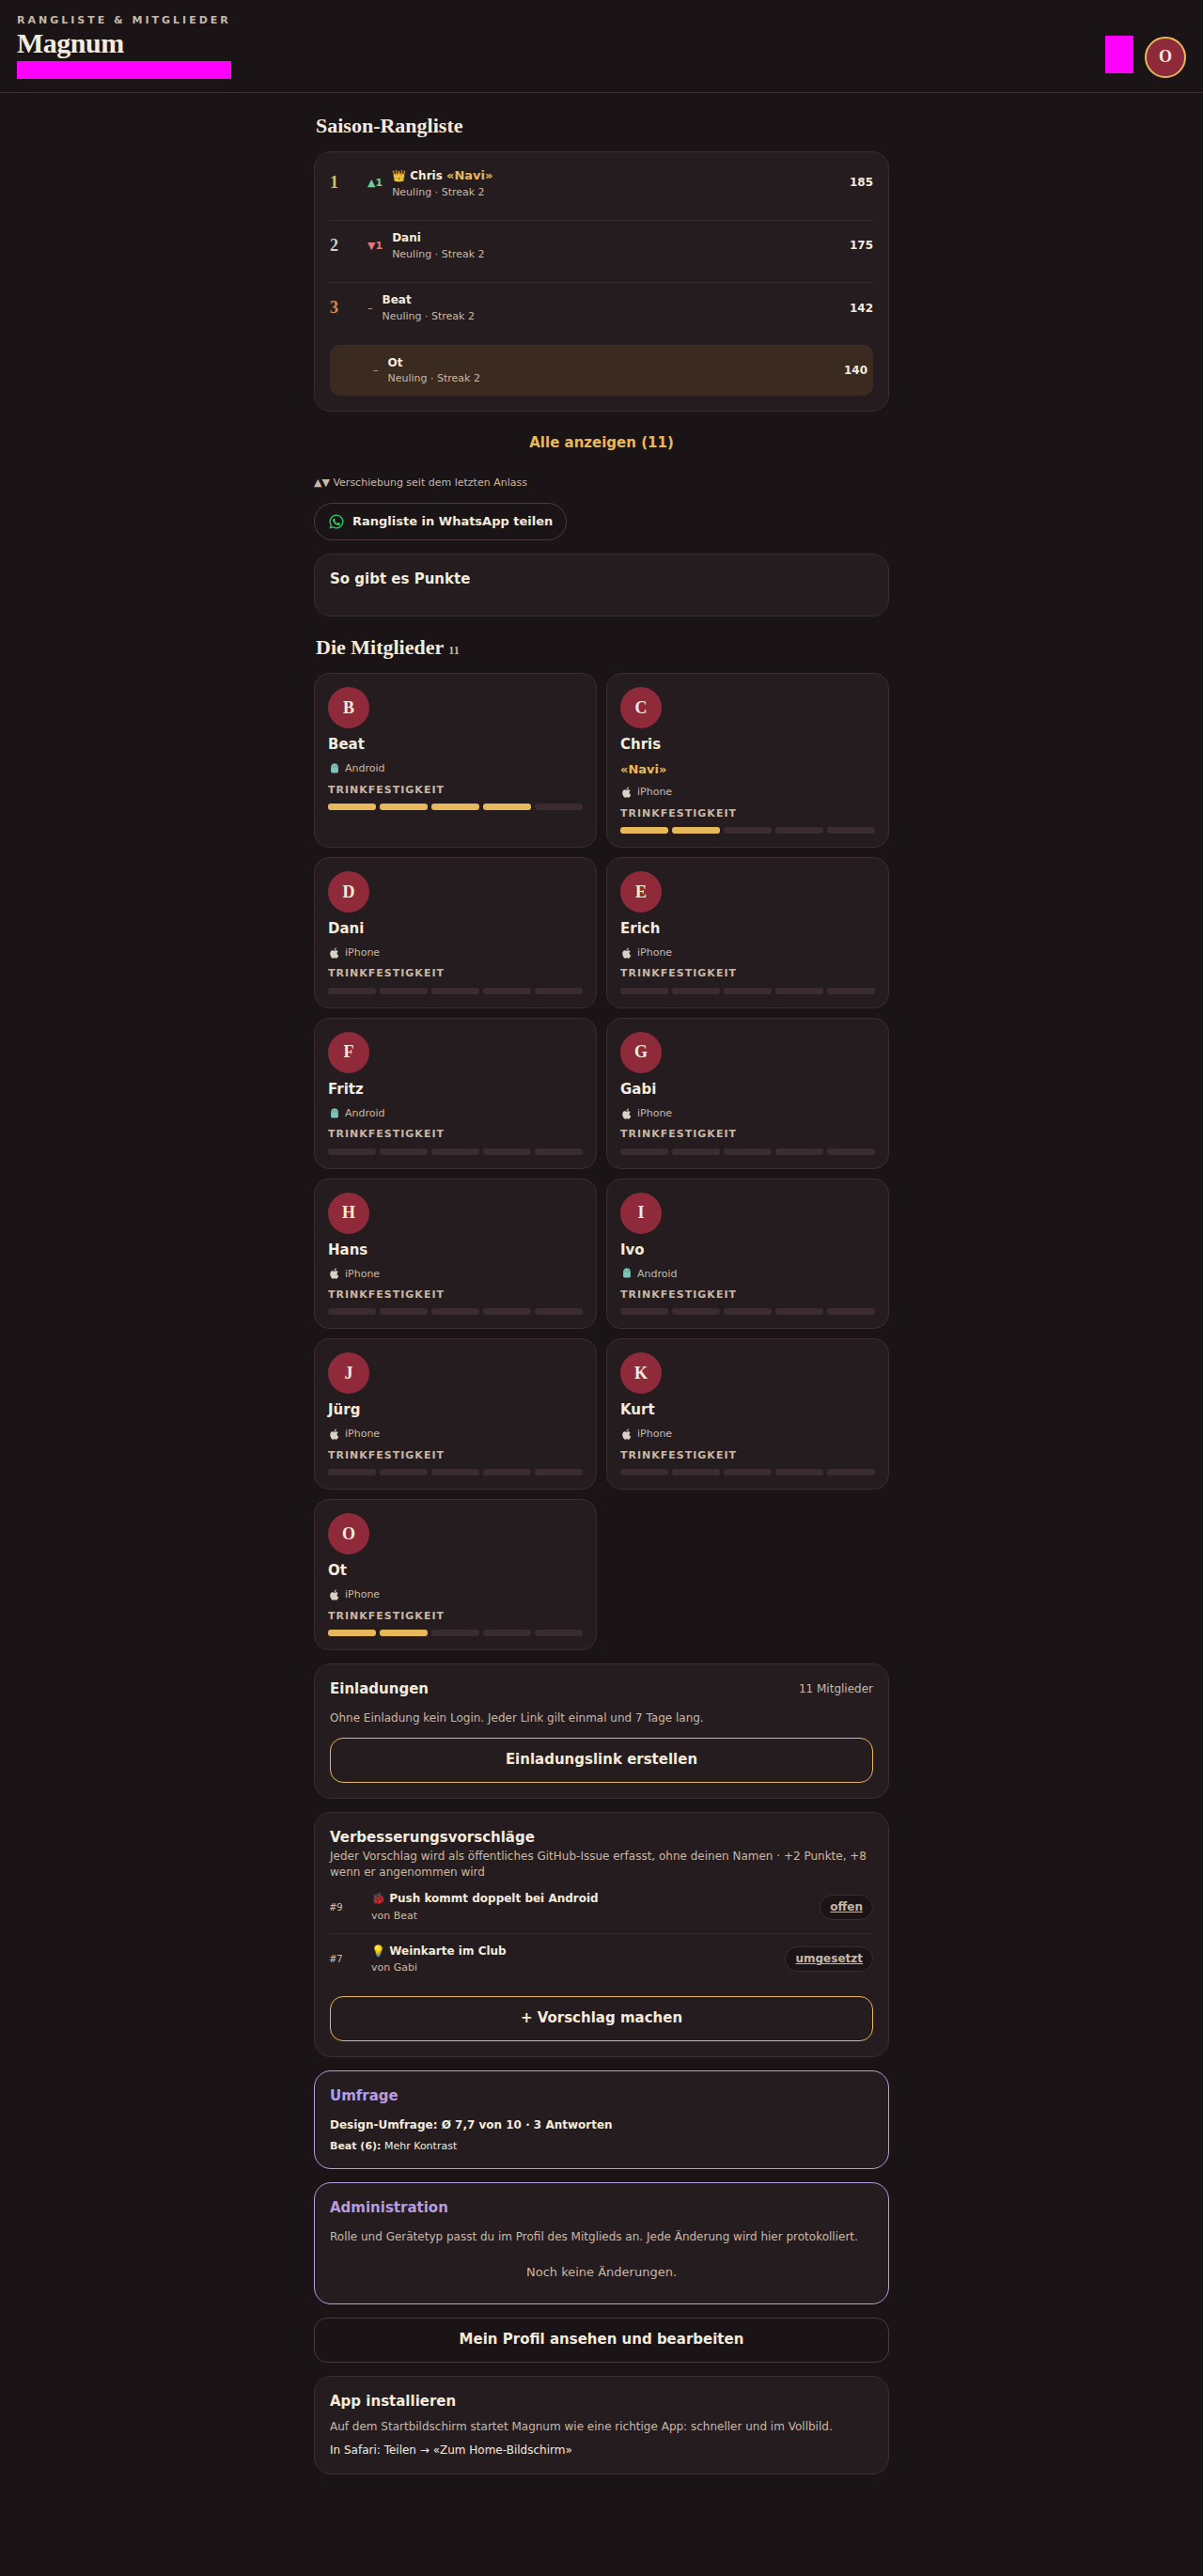 RANGLISTE & MITGLIEDER
Magnum
O
Saison-Rangliste
1 ▲1 👑 Chris «Navi» 185
Neuling · Streak 2
2 ▼1 Dani 175
Neuling · Streak 2
3 – Beat 142
Neuling · Streak 2
– Ot 140
Neuling · Streak 2
Alle anzeigen (11)
▲▼ Verschiebung seit dem letzten Anlass
Rangliste in WhatsApp teilen
So gibt es Punkte
Die Mitglieder 11
B
Beat
Android
TRINKFESTIGKEIT
C
Chris
«Navi»
iPhone
TRINKFESTIGKEIT
D
Dani
iPhone
TRINKFESTIGKEIT
E
Erich
iPhone
TRINKFESTIGKEIT
F
Fritz
Android
TRINKFESTIGKEIT
G
Gabi
iPhone
TRINKFESTIGKEIT
H
Hans
iPhone
TRINKFESTIGKEIT
I
Ivo
Android
TRINKFESTIGKEIT
J
Jürg
iPhone
TRINKFESTIGKEIT
K
Kurt
iPhone
TRINKFESTIGKEIT
O
Ot
iPhone
TRINKFESTIGKEIT
Einladungen 11 Mitglieder
Ohne Einladung kein Login. Jeder Link gilt einmal und 7 Tage lang.
Einladungslink erstellen
Verbesserungsvorschläge
Jeder Vorschlag wird als öffentliches GitHub-Issue erfasst, ohne deinen Namen · +2 Punkte, +8
wenn er angenommen wird
#9 🐞 Push kommt doppelt bei Android offen
von Beat
#7 💡 Weinkarte im Club umgesetzt
von Gabi
+ Vorschlag machen
Umfrage
Design-Umfrage: Ø 7,7 von 10 · 3 Antworten
Beat (6): Mehr Kontrast
Administration
Rolle und Gerätetyp passt du im Profil des Mitglieds an. Jede Änderung wird hier protokolliert.
Noch keine Änderungen.
Mein Profil ansehen und bearbeiten
App installieren
Auf dem Startbildschirm startet Magnum wie eine richtige App: schneller und im Vollbild.
In Safari: Teilen → «Zum Home-Bildschirm»